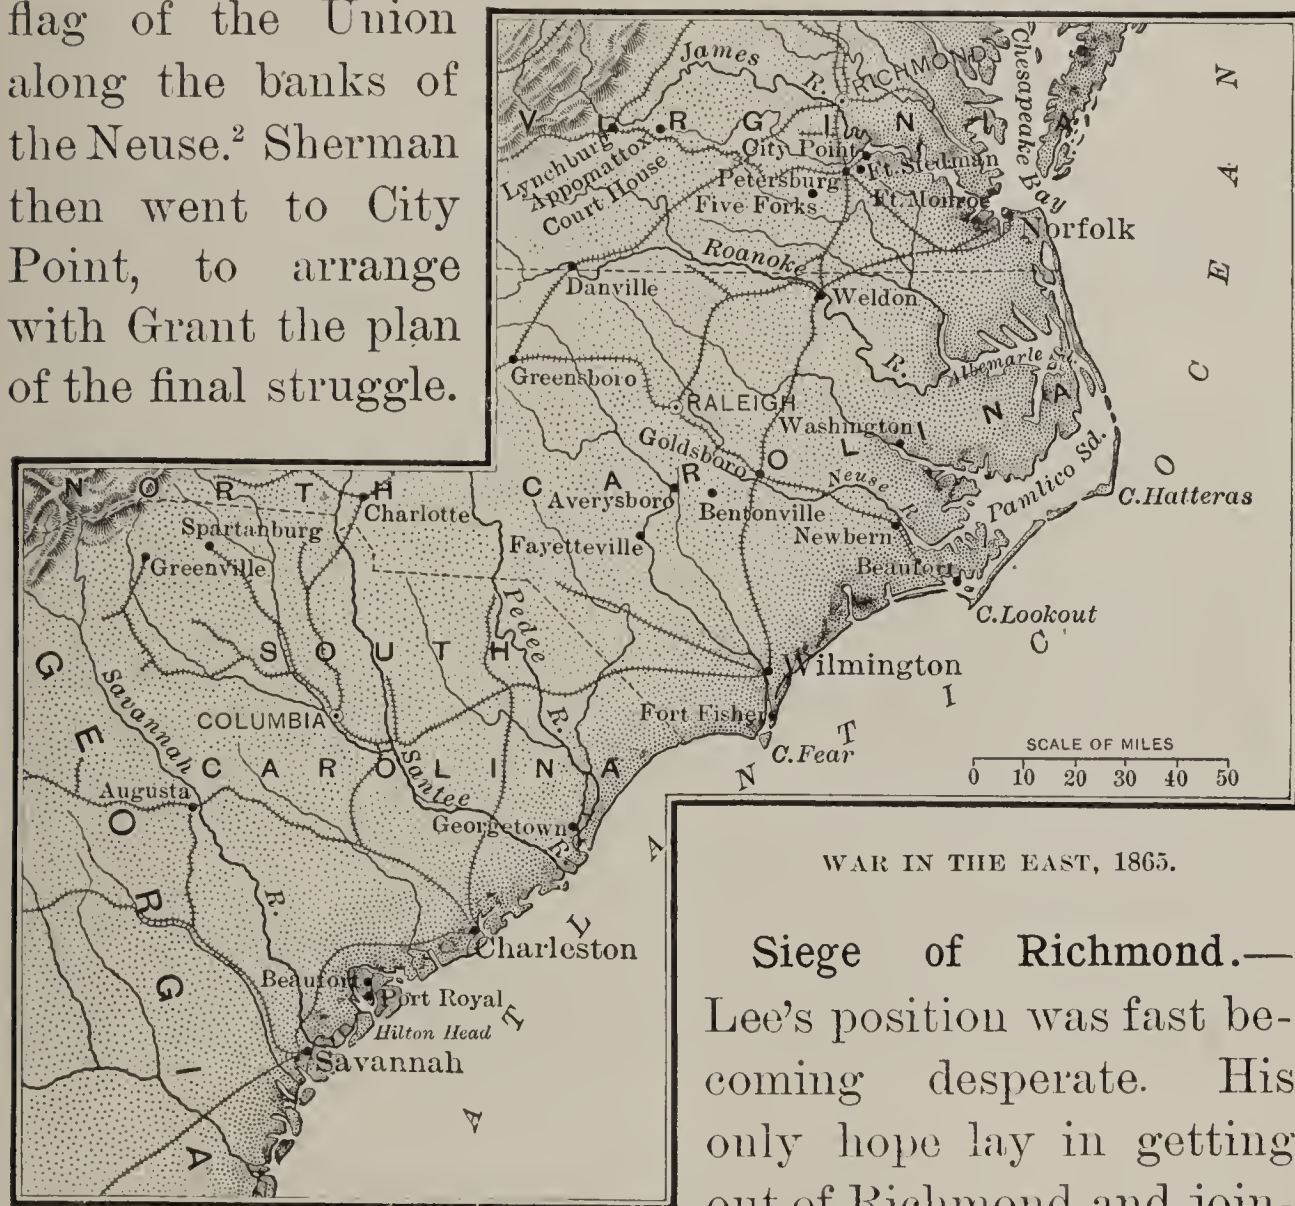 flag of the Union
along the banks of
the Neuse.² Sherman
then went to City
Point, to arrange
with Grant the plan
of the final struggle.
James R.
RICHMOND
Chesapeake Bay
VIRGINIA
Lynchburg
Appomattox
Court House
City Point
Ft. Stedman
Petersburg
Five Forks
Ft. Monroe
Norfolk
Roanoke R.
Danville
Weldon
Greensboro
Albemarle Sd.
RALEIGH
Washington
Goldsboro
Pamlico Sd.
C. Hatteras
NORTH CAROLINA
Averysboro
Bentonville
Neuse R.
Charlotte
Spartanburg
Fayetteville
Newbern
Greenville
Beaufort
C. Lookout
Pedee R.
SOUTH CAROLINA
Savannah R.
Wilmington
COLUMBIA
Fort Fisher
C. Fear
Santee R.
Augusta
Georgetown
GEORGIA
Charleston
Beaufort
Port Royal
Hilton Head
Savannah
ATLANTIC OCEAN
SCALE OF MILES
0 10 20 30 40 50
WAR IN THE EAST, 1865.
Siege of Richmond.—
Lee's position was fast be-
coming desperate. His
only hope lay in getting
out of Richmond and join-